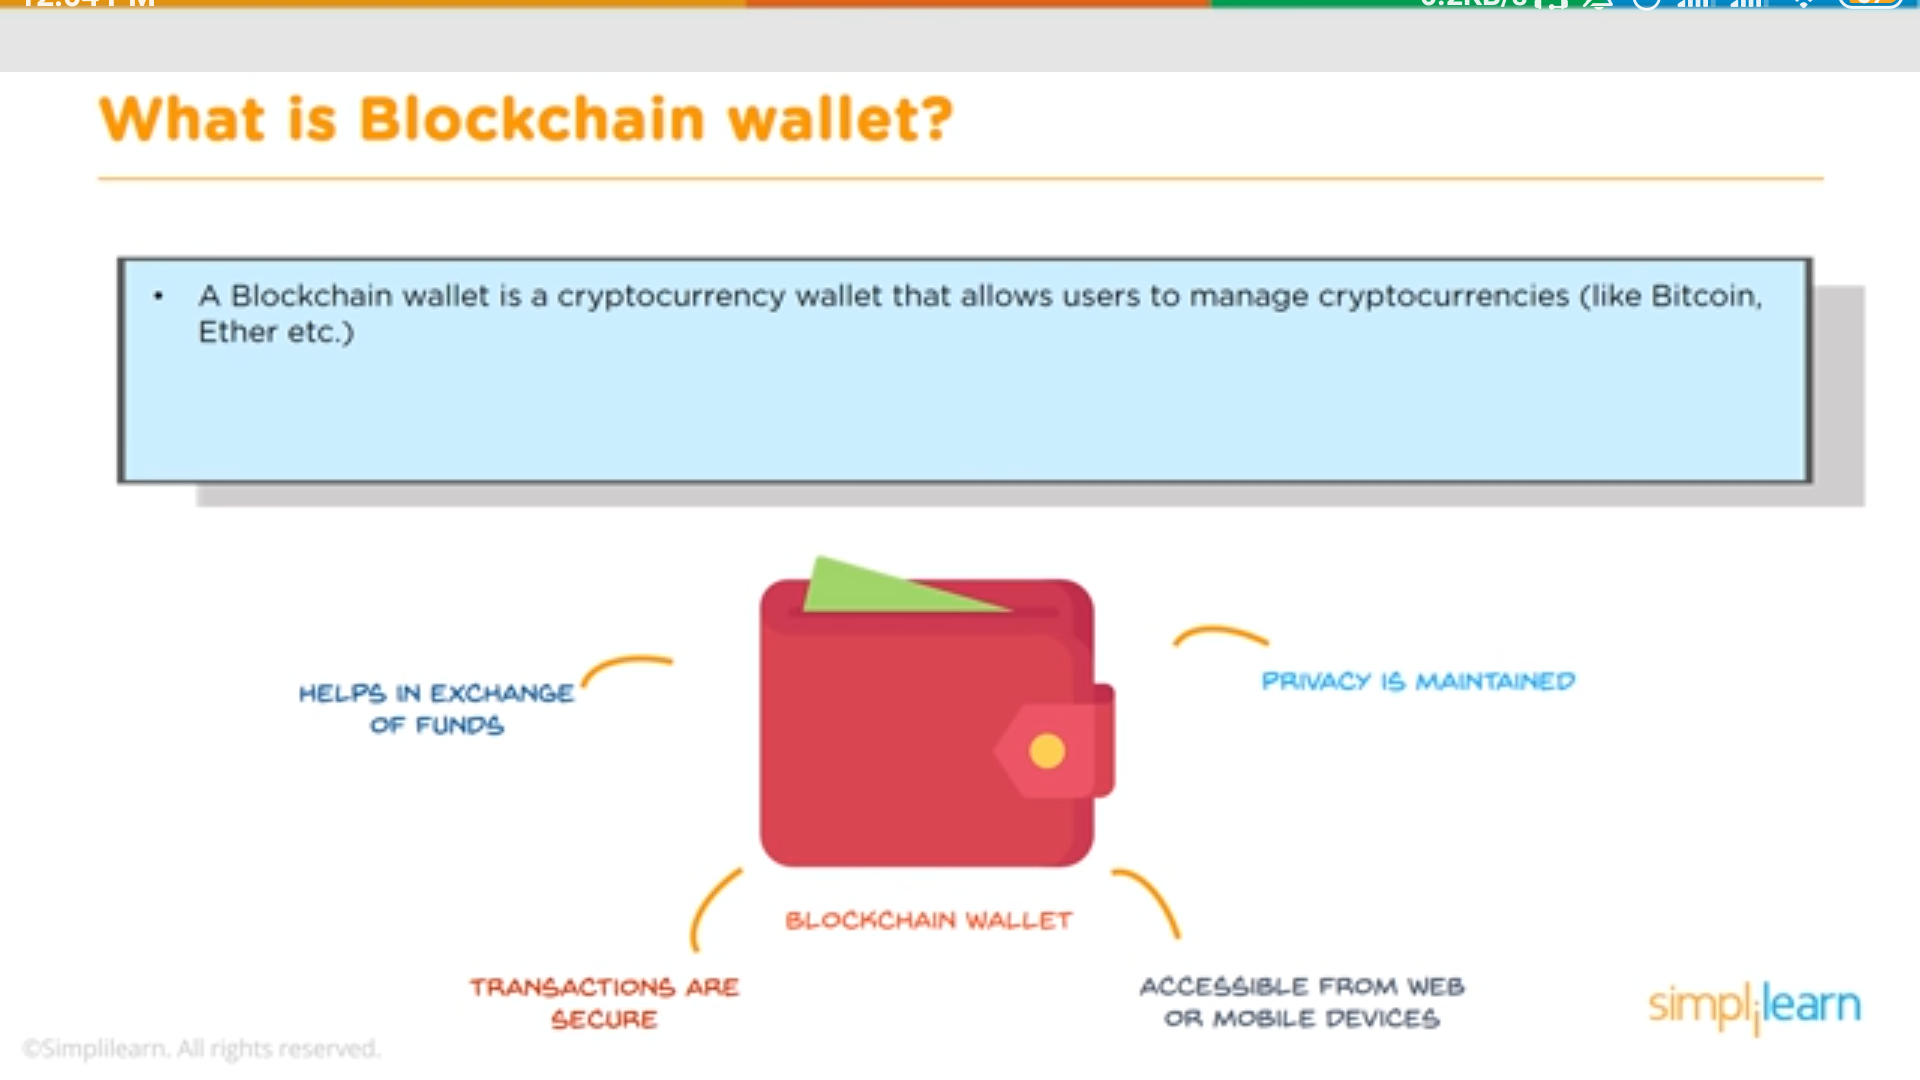 What is Blockchain wallet?
• A Blockchain wallet is a cryptocurrency wallet that allows users to manage cryptocurrencies (like Bitcoin,
Ether etc.)
HELPS IN EXCHANGE
OF FUNDS
PRIVACY IS MAINTAINED
BLOCKCHAIN WALLET
TRANSACTIONS ARE
SECURE
ACCESSIBLE FROM WEB
OR MOBILE DEVICES
simplilearn
©Simplilearn. All rights reserved.